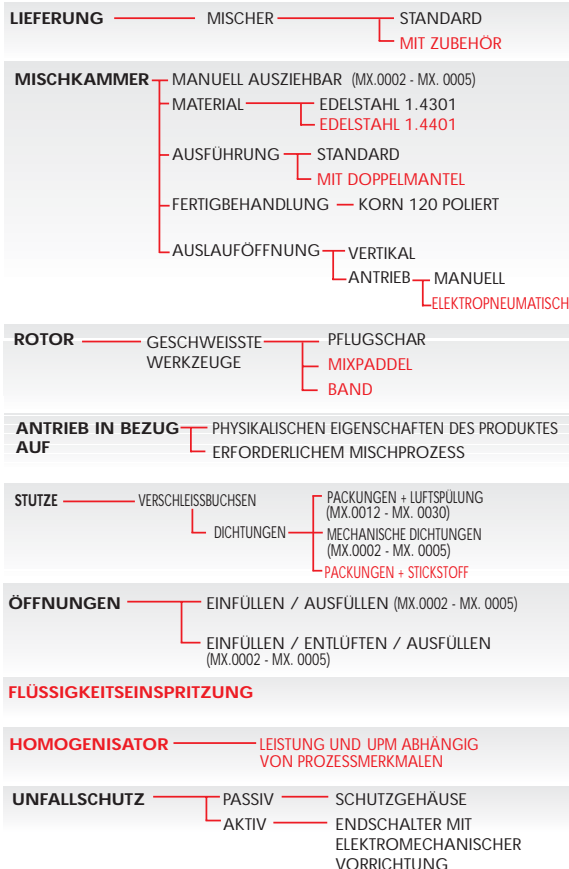 LIEFERUNG MISCHER STANDARD
MIT ZUBEHÖR
MISCHKAMMER MANUELL AUSZIEHBAR (MX.0002 - MX. 0005)
MATERIAL EDELSTAHL 1.4301
EDELSTAHL 1.4401
AUSFÜHRUNG STANDARD
MIT DOPPELMANTEL
FERTIGBEHANDLUNG KORN 120 POLIERT
AUSLAUFÖFFNUNG VERTIKAL
ANTRIEB MANUELL
ELEKTROPNEUMATISCH
ROTOR GESCHWEISSTE PFLUGSCHAR
WERKZEUGE MIXPADDEL
BAND
ANTRIEB IN BEZUG PHYSIKALISCHEN EIGENSCHAFTEN DES PRODUKTES
AUF ERFORDERLICHEM MISCHPROZESS
STUTZE VERSCHLEISSBUCHSEN PACKUNGEN + LUFTSPÜLUNG
(MX.0012 - MX. 0030)
DICHTUNGEN MECHANISCHE DICHTUNGEN
(MX.0002 - MX. 0005)
PACKUNGEN + STICKSTOFF
ÖFFNUNGEN EINFÜLLEN / AUSFÜLLEN (MX.0002 - MX. 0005)
EINFÜLLEN / ENTLÜFTEN / AUSFÜLLEN
(MX.0002 - MX. 0005)
FLÜSSIGKEITSEINSPRITZUNG
HOMOGENISATOR LEISTUNG UND UPM ABHÄNGIG
VON PROZESSMERKMALEN
UNFALLSCHUTZ PASSIV SCHUTZGEHÄUSE
AKTIV ENDSCHALTER MIT
ELEKTROMECHANISCHER
VORRICHTUNG